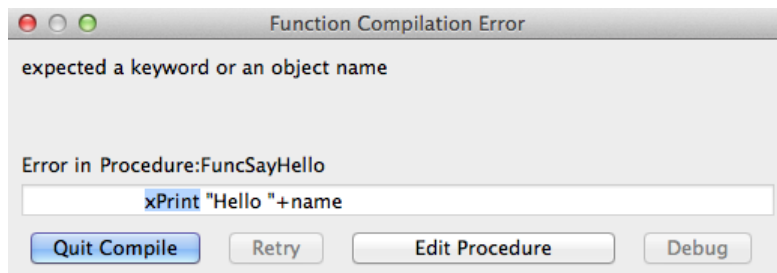 Function Compilation Error
expected a keyword or an object name
Error in Procedure:FuncSayHello
xPrint "Hello "+name
Quit Compile Retry Edit Procedure Debug